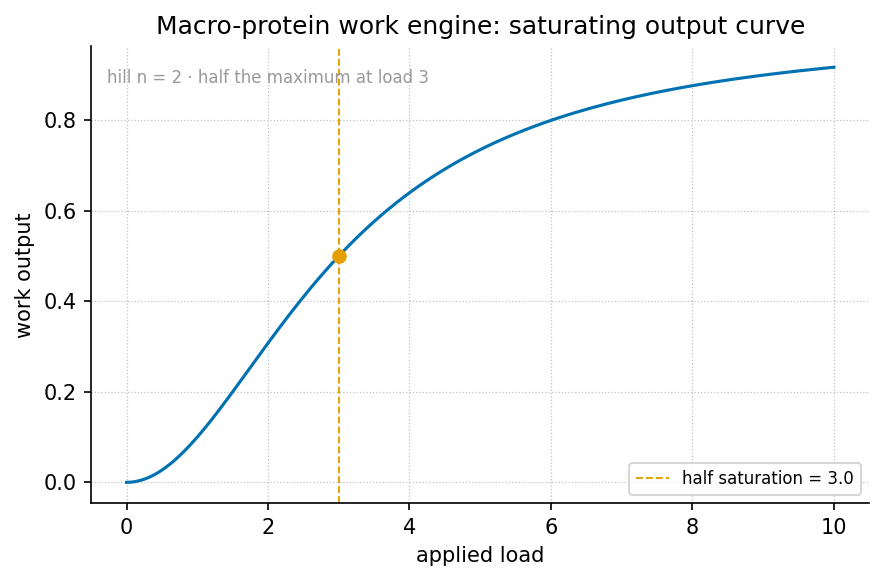 Macro-protein work engine: saturating output curve
hill n = 2 · half the maximum at load 3
work output
0.8
0.6
0.4
0.2
0.0
half saturation = 3.0
0 2 4 6 8 10
applied load